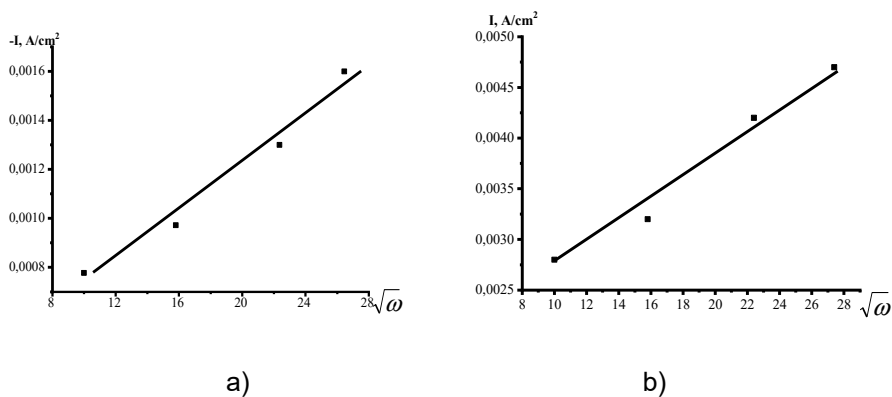 -I, A/cm²
0,0016
0,0014
0,0012
0,0010
0,0008
8 12 16 20 24 28 √ω
a)
I, A/cm²
0,0050
0,0045
0,0040
0,0035
0,0030
0,0025
8 10 12 14 16 18 20 22 24 26 28 √ω
b)